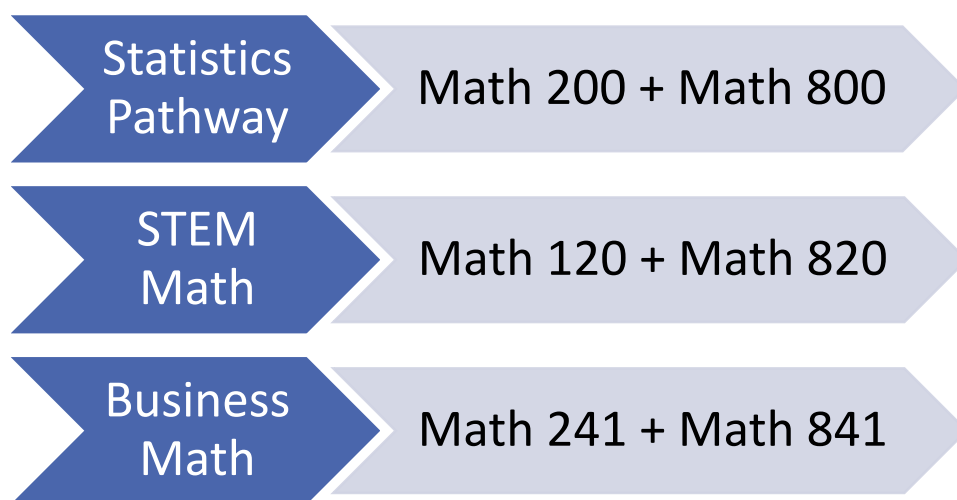 Statistics
Pathway
Math 200 + Math 800
STEM
Math
Math 120 + Math 820
Business
Math
Math 241 + Math 841